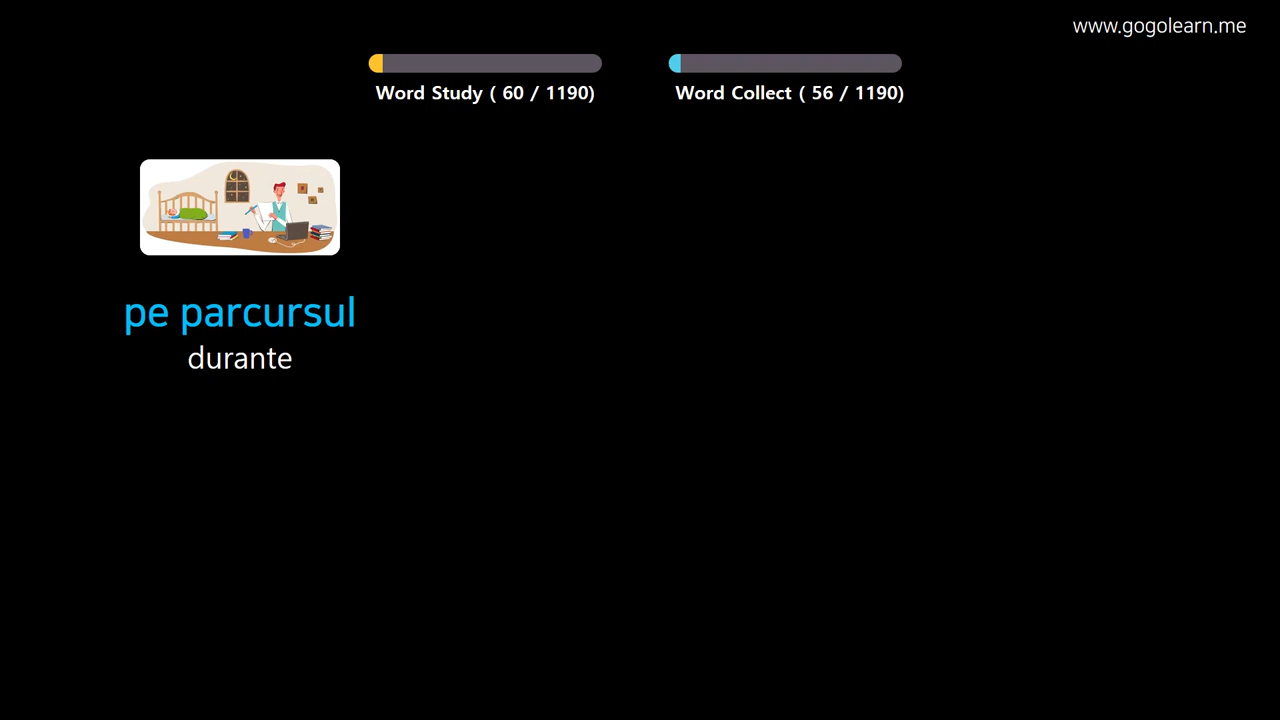 www.gogolearn.me
Word Study ( 60 / 1190)
Word Collect ( 56 / 1190)
pe parcursul
durante